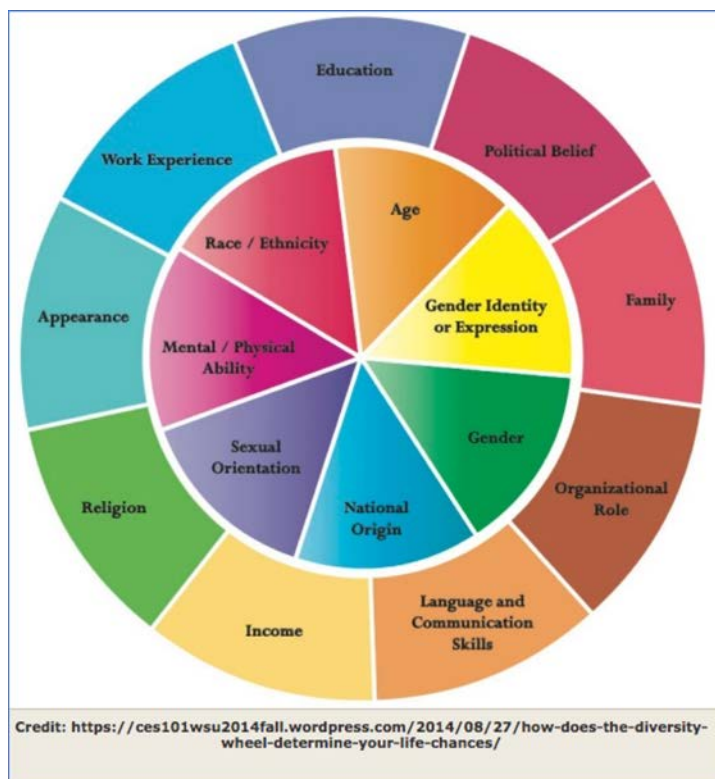 Education
Political Belief
Family
Organizational
Role
Language and
Communication
Skills
Income
Religion
Appearance
Work Experience
Age
Gender Identity
or Expression
Gender
National
Origin
Sexual
Orientation
Mental / Physical
Ability
Race / Ethnicity
Credit: https://ces101wsu2014fall.wordpress.com/2014/08/27/how-does-the-diversity-
wheel-determine-your-life-chances/